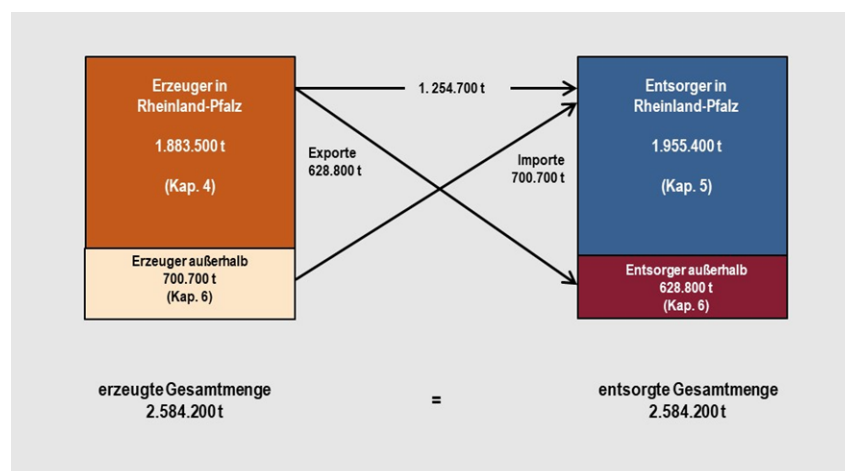 Erzeuger in
Rheinland-Pfalz
1.883.500 t
(Kap. 4)
Erzeuger außerhalb
700.700 t
(Kap. 6)
1. 254.700 t
Exporte
628.800 t
Importe
700.700 t
Entsorger in
Rheinland-Pfalz
1.955.400 t
(Kap. 5)
Entsorger außerhalb
628.800 t
(Kap. 6)
erzeugte Gesamtmenge
2.584.200 t
=
entsorgte Gesamtmenge
2.584.200 t